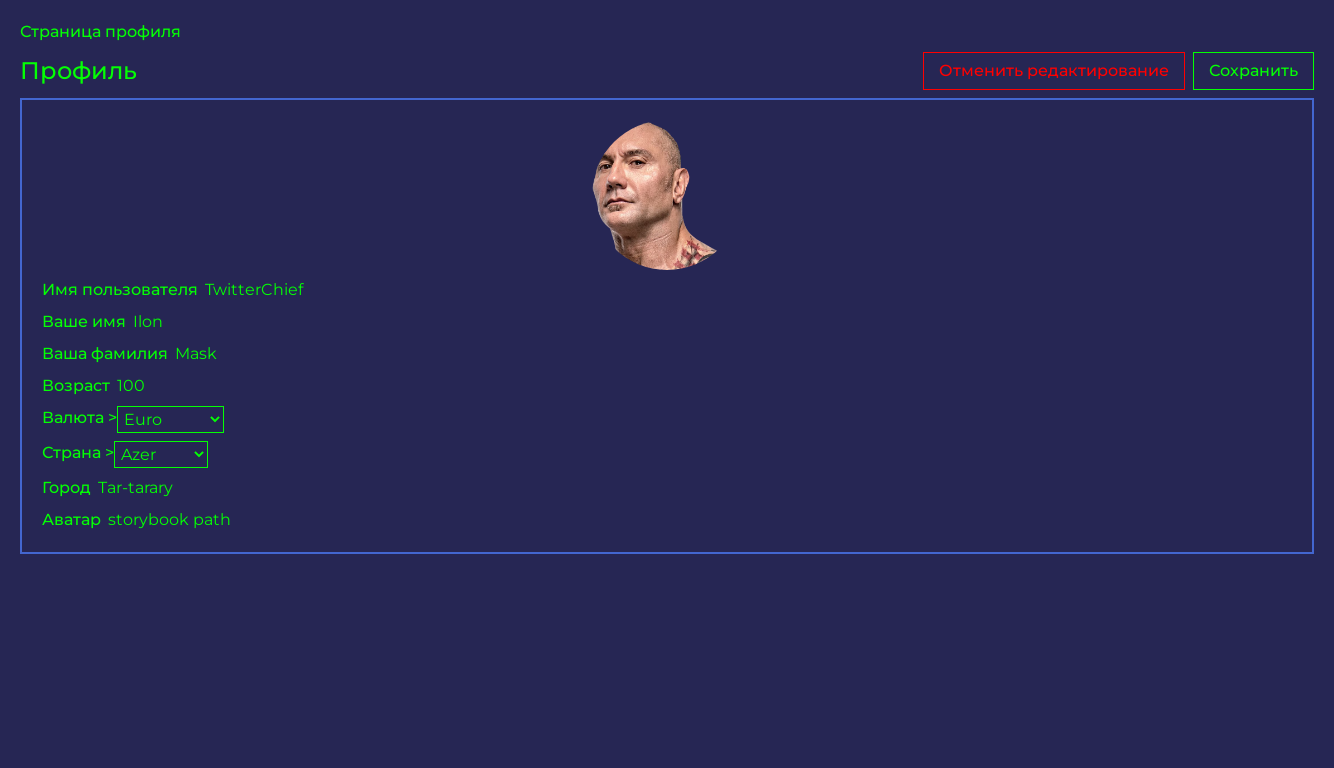 Страница профиля
Профиль
Отменить редактирование
Сохранить
Имя пользователя TwitterChief
Ваше имя Ilon
Ваша фамилия Mask
Возраст 100
Валюта > Euro
Страна > Azer
Город Tar-tarary
Аватар storybook path